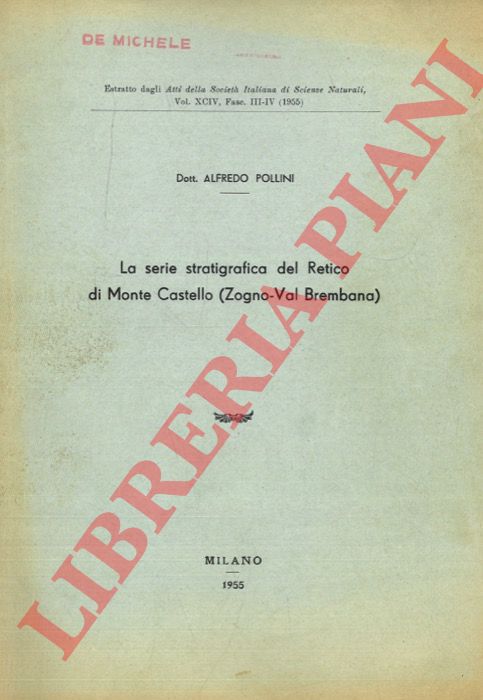 DE MICHELE
Estratto dagli Atti della Società Italiana di Scienze Naturali,
Vol. XCIV, Fasc. III-IV (1955)
Dott. ALFREDO POLLINI
La serie stratigrafica del Retico
di Monte Castello (Zogno-Val Brembana)
MILANO
1955
LIBRERIA PIANI